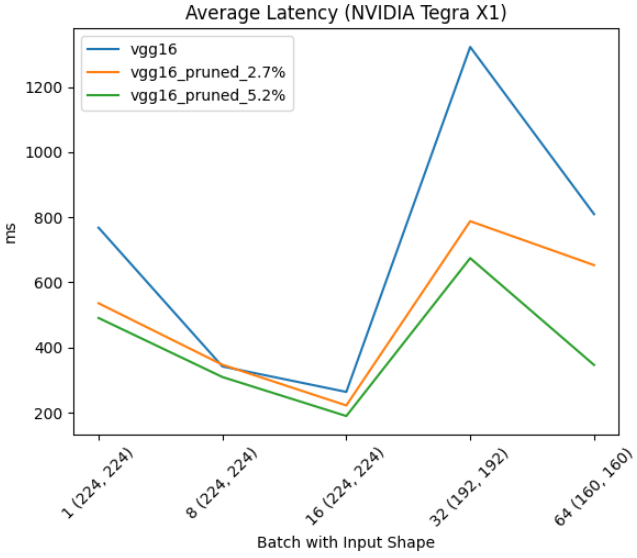 Average Latency (NVIDIA Tegra X1)
vgg16
vgg16_pruned_2.7%
vgg16_pruned_5.2%
1200
1000
800
600
400
200
ms
1 (224, 224)
8 (224, 224)
16 (224, 224)
32 (192, 192)
64 (160, 160)
Batch with Input Shape